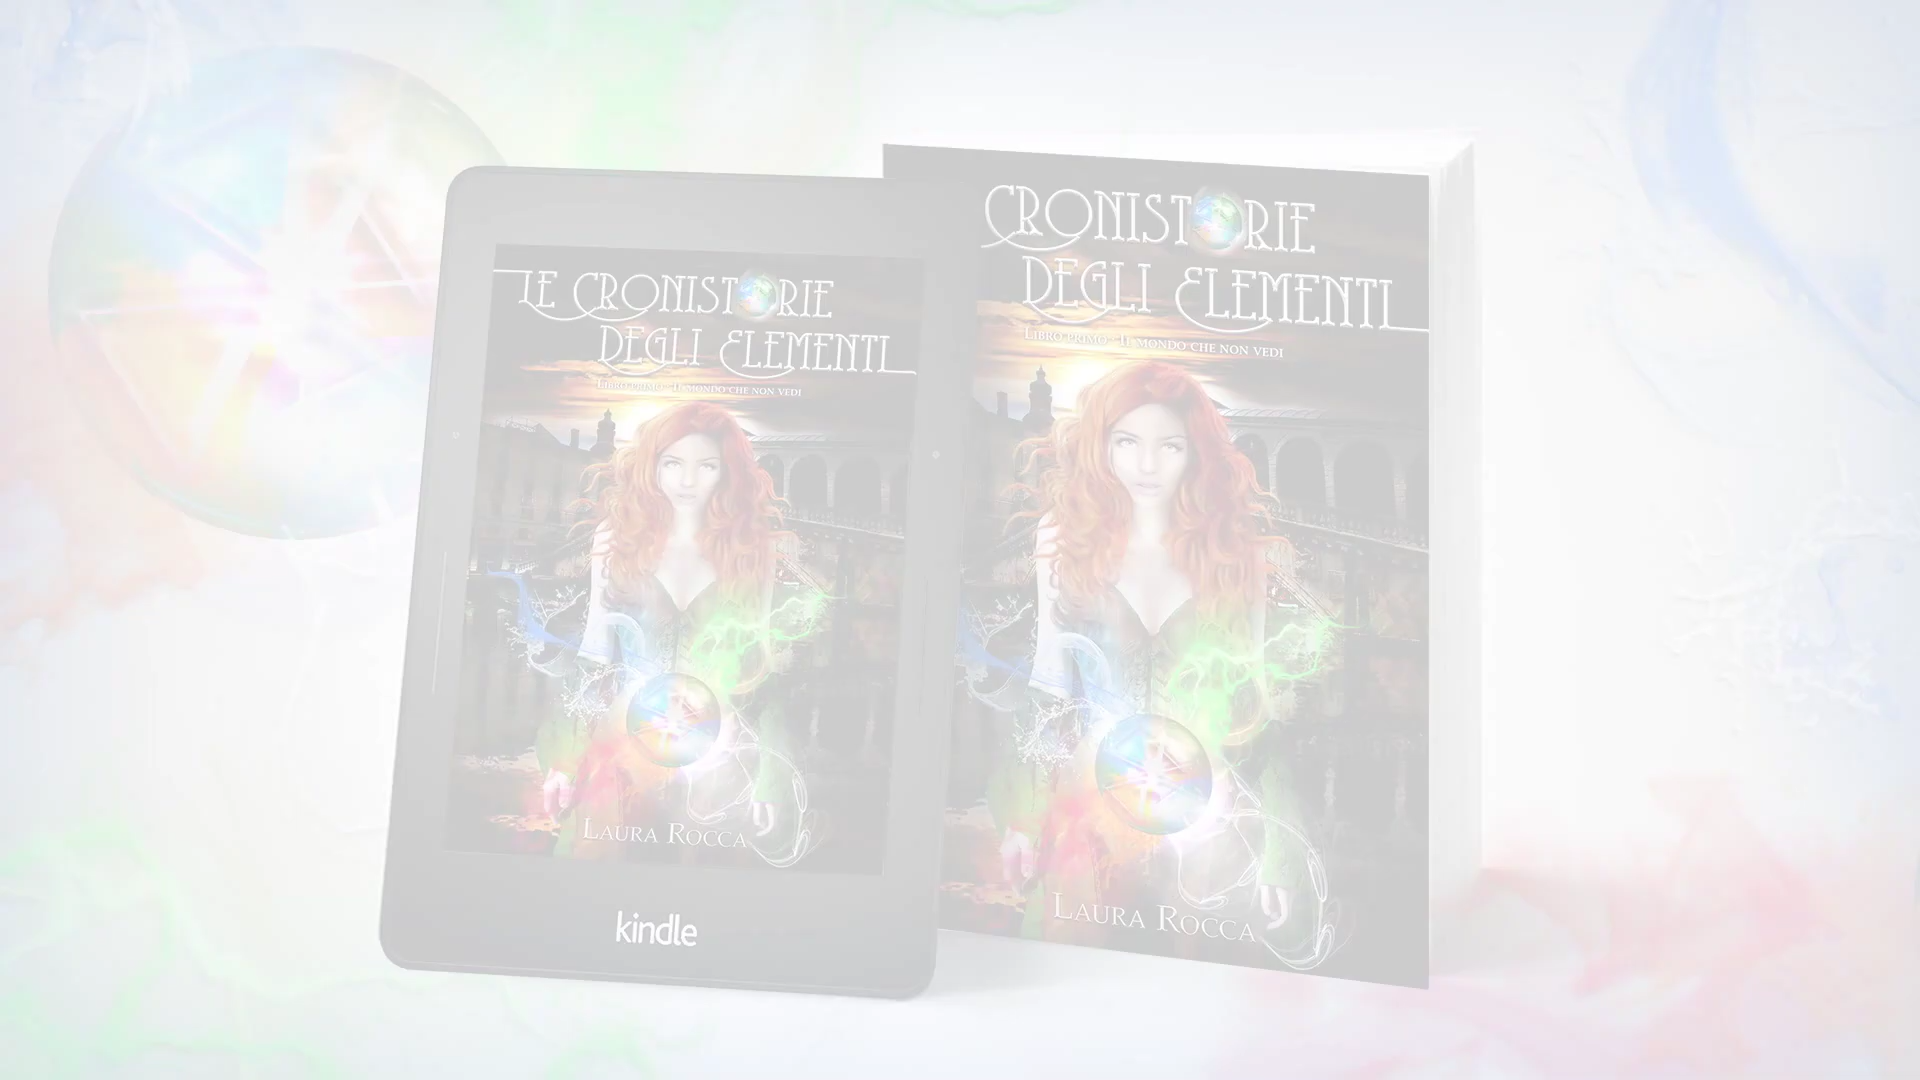 LE CRONISTORIE
DEGLI ELEMENTI
LIBRO PRIMO - IL MONDO CHE NON VEDI
LAURA ROCCA
kindle
CRONISTORIE
DEGLI ELEMENTI
LIBRO PRIMO - IL MONDO CHE NON VEDI
LAURA ROCCA